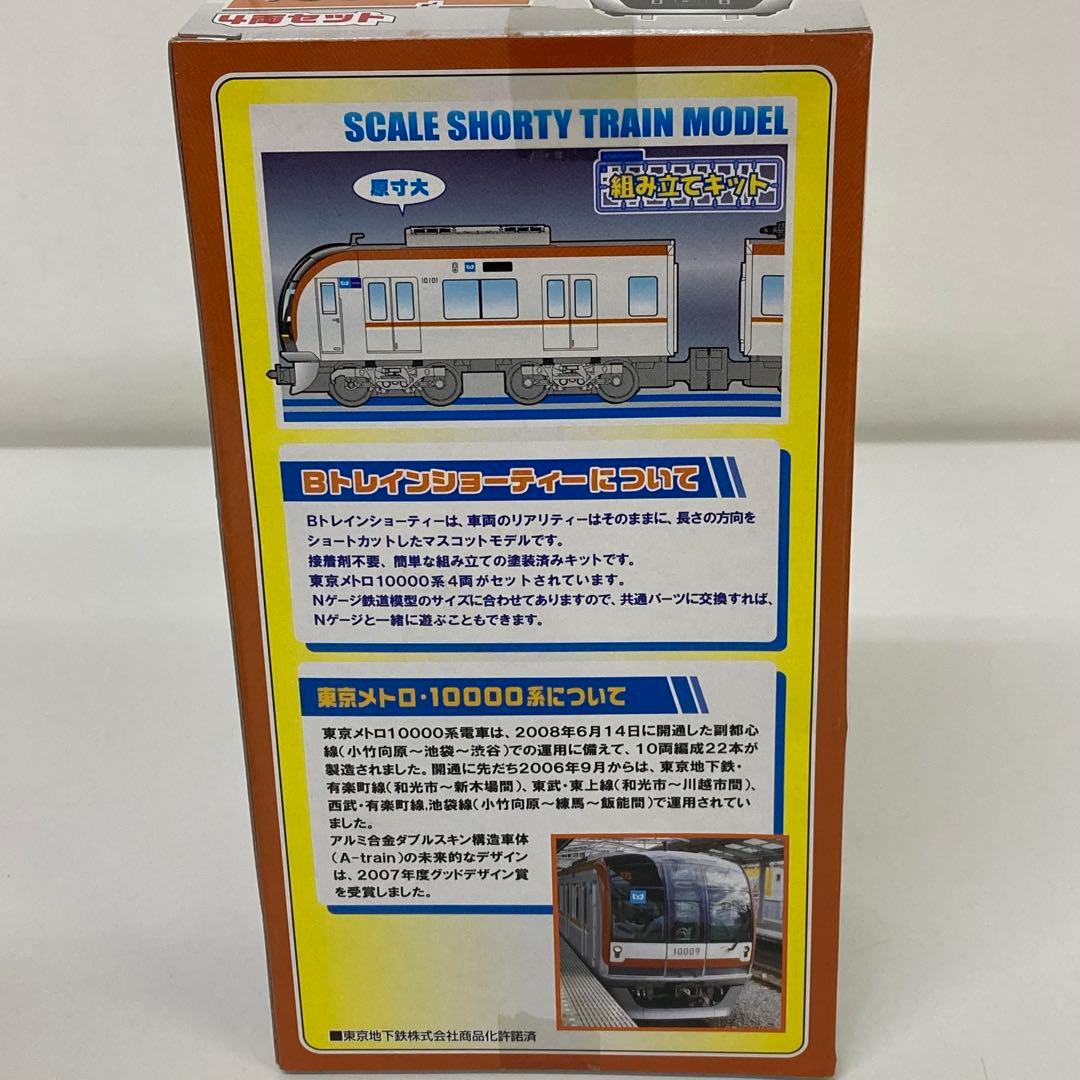 4両セット
SCALE SHORTY TRAIN MODEL
原寸大
組み立てキット
10101
Bトレインショーティーについて
Bトレインショーティーは、車両のリアリティーはそのままに、長さの方向を
ショートカットしたマスコットモデルです。
接着剤不要、簡単な組み立ての塗装済みキットです。
東京メトロ10000系4両がセットされています。
Nゲージ鉄道模型のサイズに合わせてありますので、共通パーツに交換すれば、
Nゲージと一緒に遊ぶこともできます。
東京メトロ・10000系について
東京メトロ10000系電車は、2008年6月14日に開通した副都心
線(小竹向原〜池袋〜渋谷)での運用に備えて、10両編成22本が
製造されました。開通に先だち2006年9月からは、東京地下鉄・
有楽町線(和光市〜新木場間)、東武・東上線(和光市〜川越市間)、
西武・有楽町線,池袋線(小竹向原〜練馬〜飯能間)で運用されてい
ました。
アルミ合金ダブルスキン構造車体
(A-train)の未来的なデザイン
は、2007年度グッドデザイン賞
を受賞しました。
10009
■東京地下鉄株式会社商品化許諾済